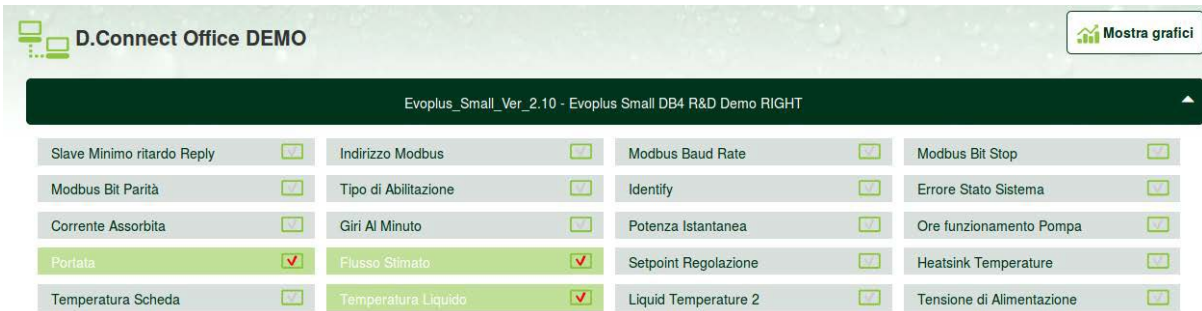 D.Connect Office DEMO
Mostra grafici
Evoplus_Small_Ver_2.10 - Evoplus Small DB4 R&D Demo RIGHT
Slave Minimo ritardo Reply Indirizzo Modbus Modbus Baud Rate Modbus Bit Stop
Modbus Bit Parità Tipo di Abilitazione Identify Errore Stato Sistema
Corrente Assorbita Giri Al Minuto Potenza Istantanea Ore funzionamento Pompa
Portata Flusso Stimato Setpoint Regolazione Heatsink Temperature
Temperatura Scheda Temperatura Liquido Liquid Temperature 2 Tensione di Alimentazione